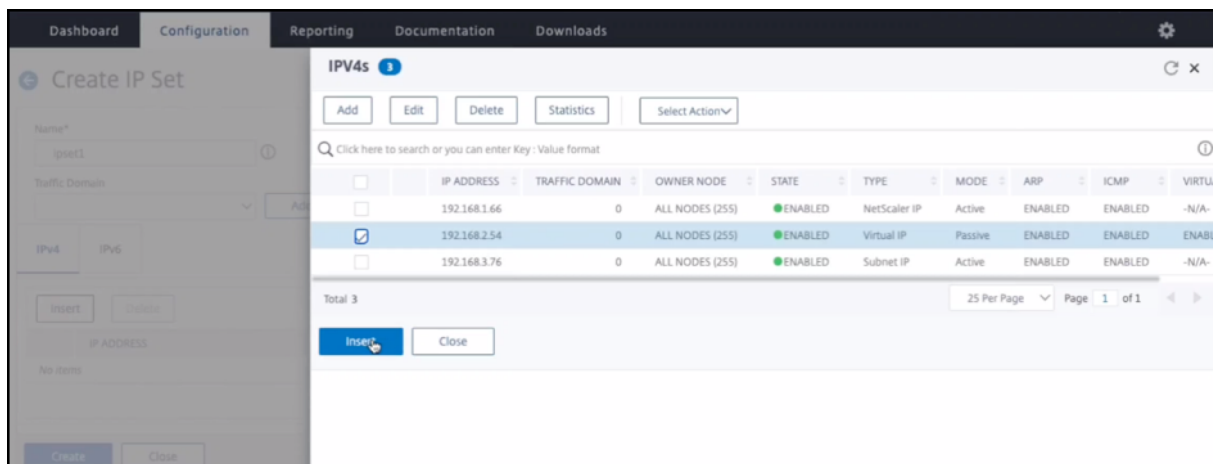 Dashboard Configuration Reporting Documentation Downloads
Create IP Set
Name*
ipset1
Traffic Domain
Add
IPv4 IPv6
Insert Delete
IP ADDRESS
No items
Create Close
IPV4s 3
Add Edit Delete Statistics Select Action
Click here to search or you can enter Key : Value format
IP ADDRESS TRAFFIC DOMAIN OWNER NODE STATE TYPE MODE ARP ICMP VIRTU
192.168.1.66 0 ALL NODES (255) ENABLED NetScaler IP Active ENABLED ENABLED -N/A-
192.168.2.54 0 ALL NODES (255) ENABLED Virtual IP Passive ENABLED ENABLED ENABL
192.168.3.76 0 ALL NODES (255) ENABLED Subnet IP Active ENABLED ENABLED -N/A-
Total 3
25 Per Page Page 1 of 1
Insert Close